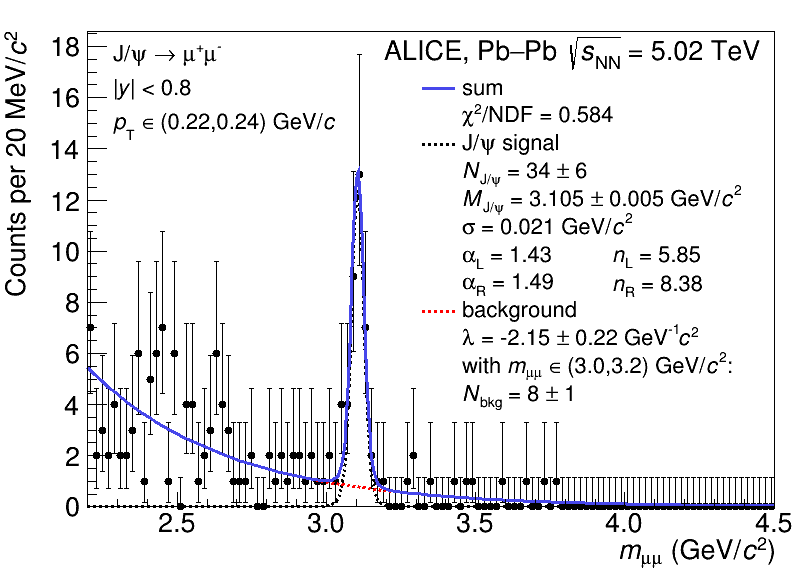 J/ψ → μ⁺μ⁻
ALICE, Pb–Pb √s_NN = 5.02 TeV
|y| < 0.8
p_T ∈ (0.22,0.24) GeV/c
sum
χ²/NDF = 0.584
J/ψ signal
N_J/ψ = 34 ± 6
M_J/ψ = 3.105 ± 0.005 GeV/c²
σ = 0.021 GeV/c²
α_L = 1.43 n_L = 5.85
α_R = 1.49 n_R = 8.38
background
λ = -2.15 ± 0.22 GeV⁻¹c²
with m_μμ ∈ (3.0,3.2) GeV/c²:
N_bkg = 8 ± 1
Counts per 20 MeV/c²
18
16
14
12
10
8
6
4
2
0
2.5 3.0 3.5 4.0 4.5
m_μμ (GeV/c²)